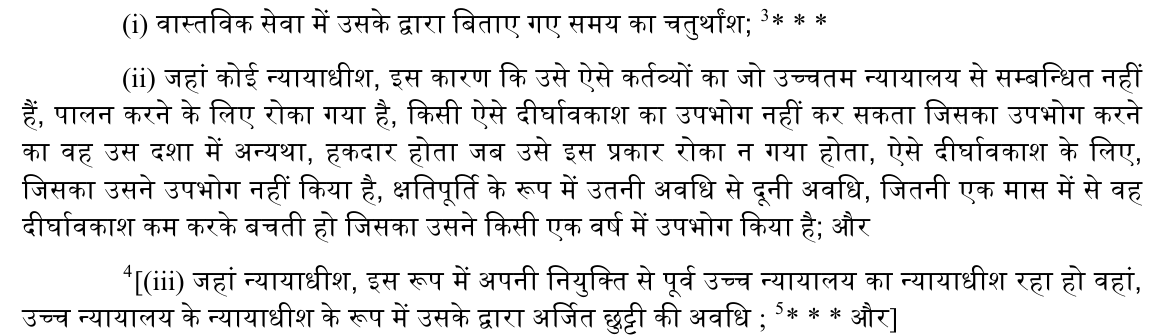 (i) वास्तविक सेवा में उसके द्वारा बिताए गए समय का चतुर्थांश; ³* * *
(ii) जहां कोई न्यायाधीश, इस कारण कि उसे ऐसे कर्तव्यों का जो उच्चतम न्यायालय से सम्बन्धित नहीं
हैं, पालन करने के लिए रोका गया है, किसी ऐसे दीर्घावकाश का उपभोग नहीं कर सकता जिसका उपभोग करने
का वह उस दशा में अन्यथा, हकदार होता जब उसे इस प्रकार रोका न गया होता, ऐसे दीर्घावकाश के लिए,
जिसका उसने उपभोग नहीं किया है, क्षतिपूर्ति के रूप में उतनी अवधि से दूनी अवधि, जितनी एक मास में से वह
दीर्घावकाश कम करके बचती हो जिसका उसने किसी एक वर्ष में उपभोग किया है; और
⁴[(iii) जहां न्यायाधीश, इस रूप में अपनी नियुक्ति से पूर्व उच्च न्यायालय का न्यायाधीश रहा हो वहां,
उच्च न्यायालय के न्यायाधीश के रूप में उसके द्वारा अर्जित छुट्टी की अवधि ; ⁵* * * और]